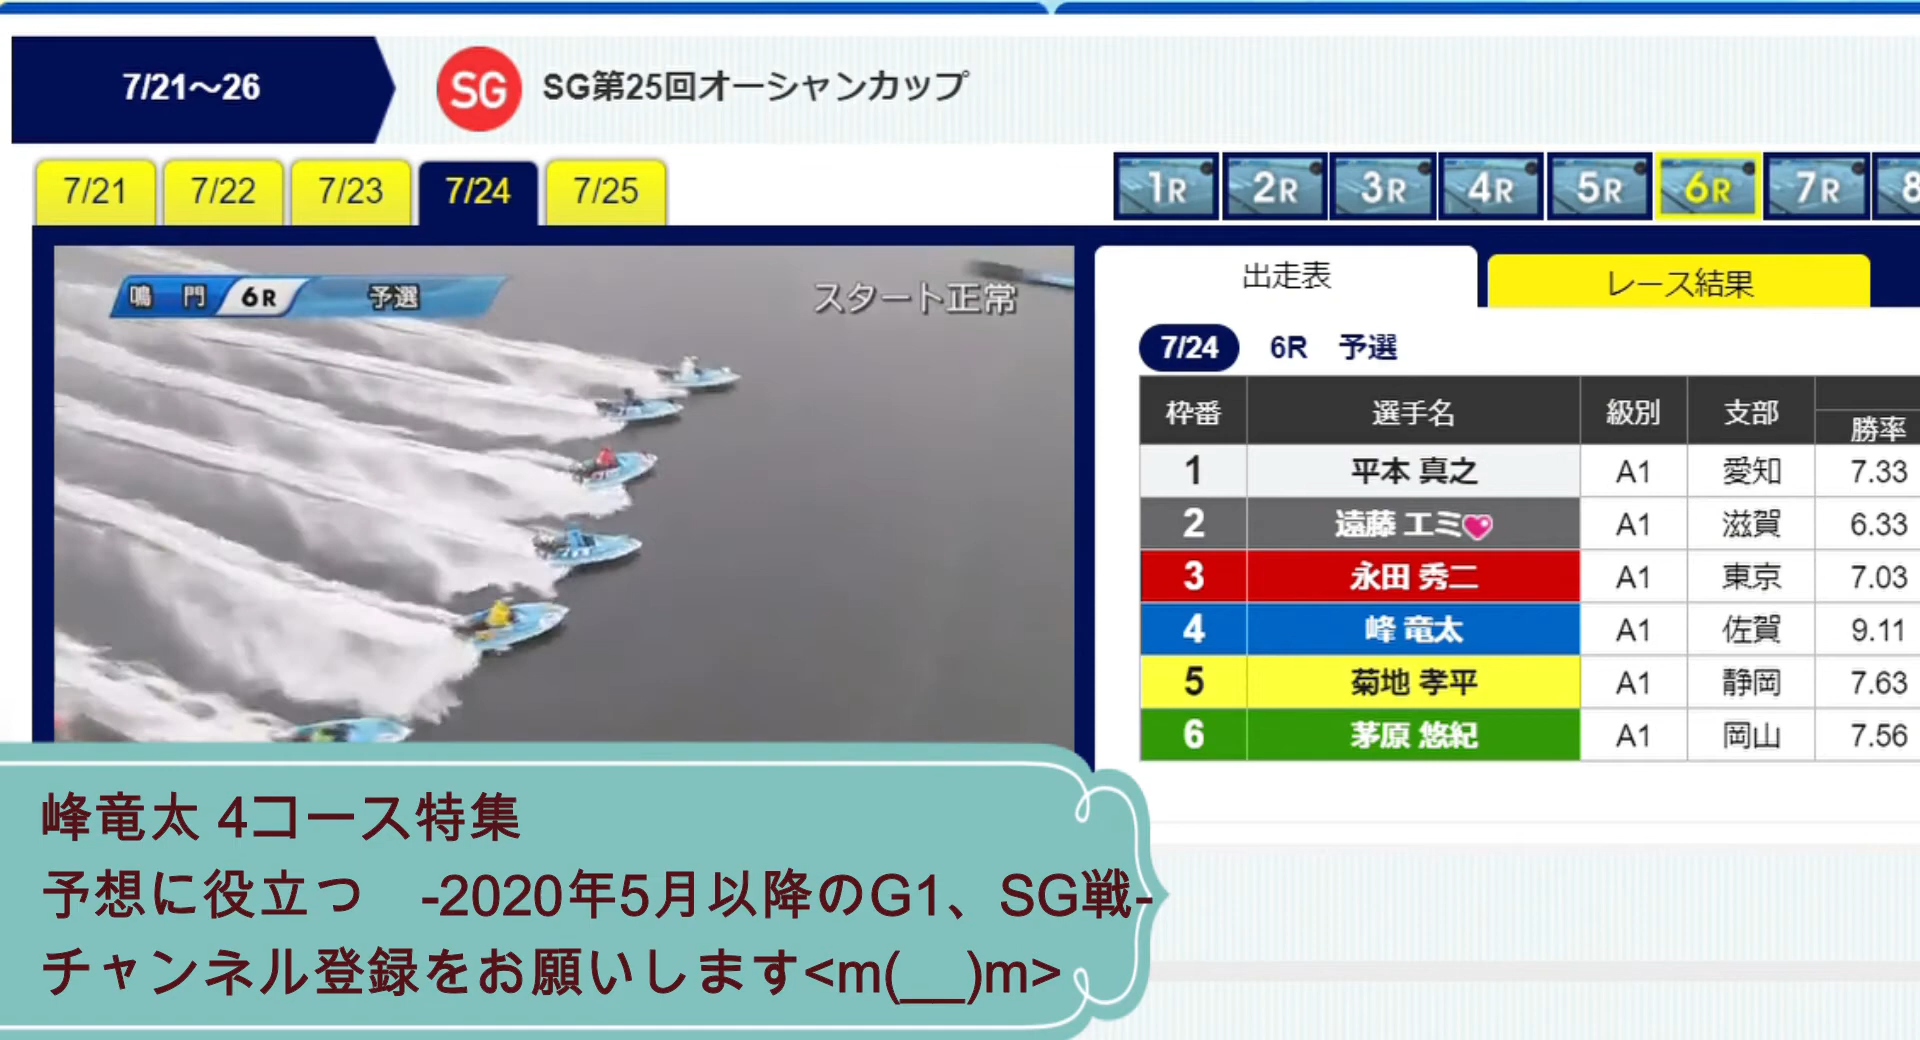 7/21～26
SG SG第25回オーシャンカップ
7/21 7/22 7/23 7/24 7/25
1R 2R 3R 4R 5R 6R 7R 8
鳴 門 6R 予選
スタート正常
出走表 レース結果
7/24 6R 予選
枠番 選手名 級別 支部 勝率
1 平本 真之 A1 愛知 7.33
2 遠藤 エミ A1 滋賀 6.33
3 永田 秀二 A1 東京 7.03
4 峰 竜太 A1 佐賀 9.11
5 菊地 孝平 A1 静岡 7.63
6 茅原 悠紀 A1 岡山 7.56
峰竜太 4コース特集
予想に役立つ　-2020年5月以降のG1、SG戦-
チャンネル登録をお願いします<m(__)m>